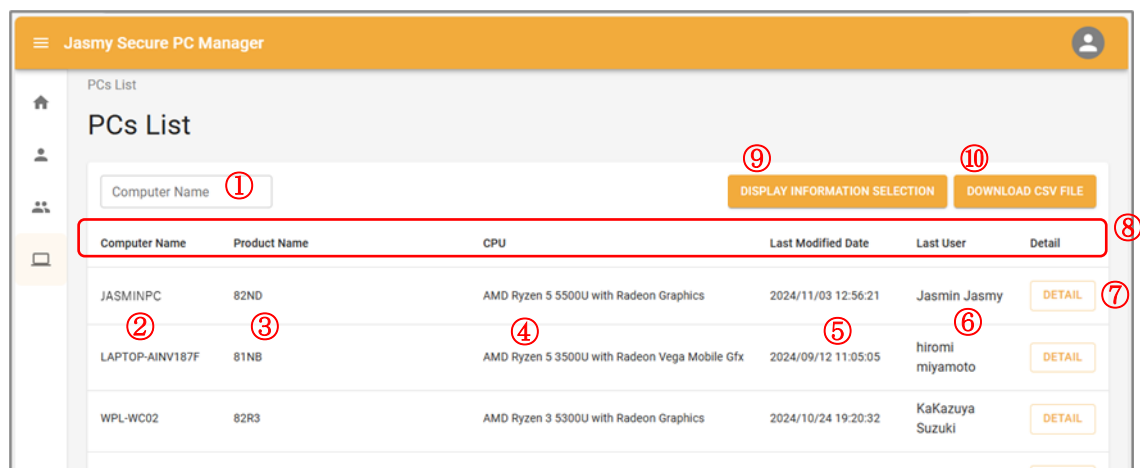 Jasmy Secure PC Manager
PCs List
PCs List
⑨ ⑩
Computer Name ① DISPLAY INFORMATION SELECTION DOWNLOAD CSV FILE
⑧
Computer Name Product Name CPU Last Modified Date Last User Detail
JASMINPC 82ND AMD Ryzen 5 5500U with Radeon Graphics 2024/11/03 12:56:21 Jasmin Jasmy DETAIL ⑦
② ③ ④ ⑤ ⑥
LAPTOP-AINV187F 81NB AMD Ryzen 5 3500U with Radeon Vega Mobile Gfx 2024/09/12 11:05:05 hiromi miyamoto DETAIL
WPL-WC02 82R3 AMD Ryzen 3 5300U with Radeon Graphics 2024/10/24 19:20:32 KaKazuya Suzuki DETAIL